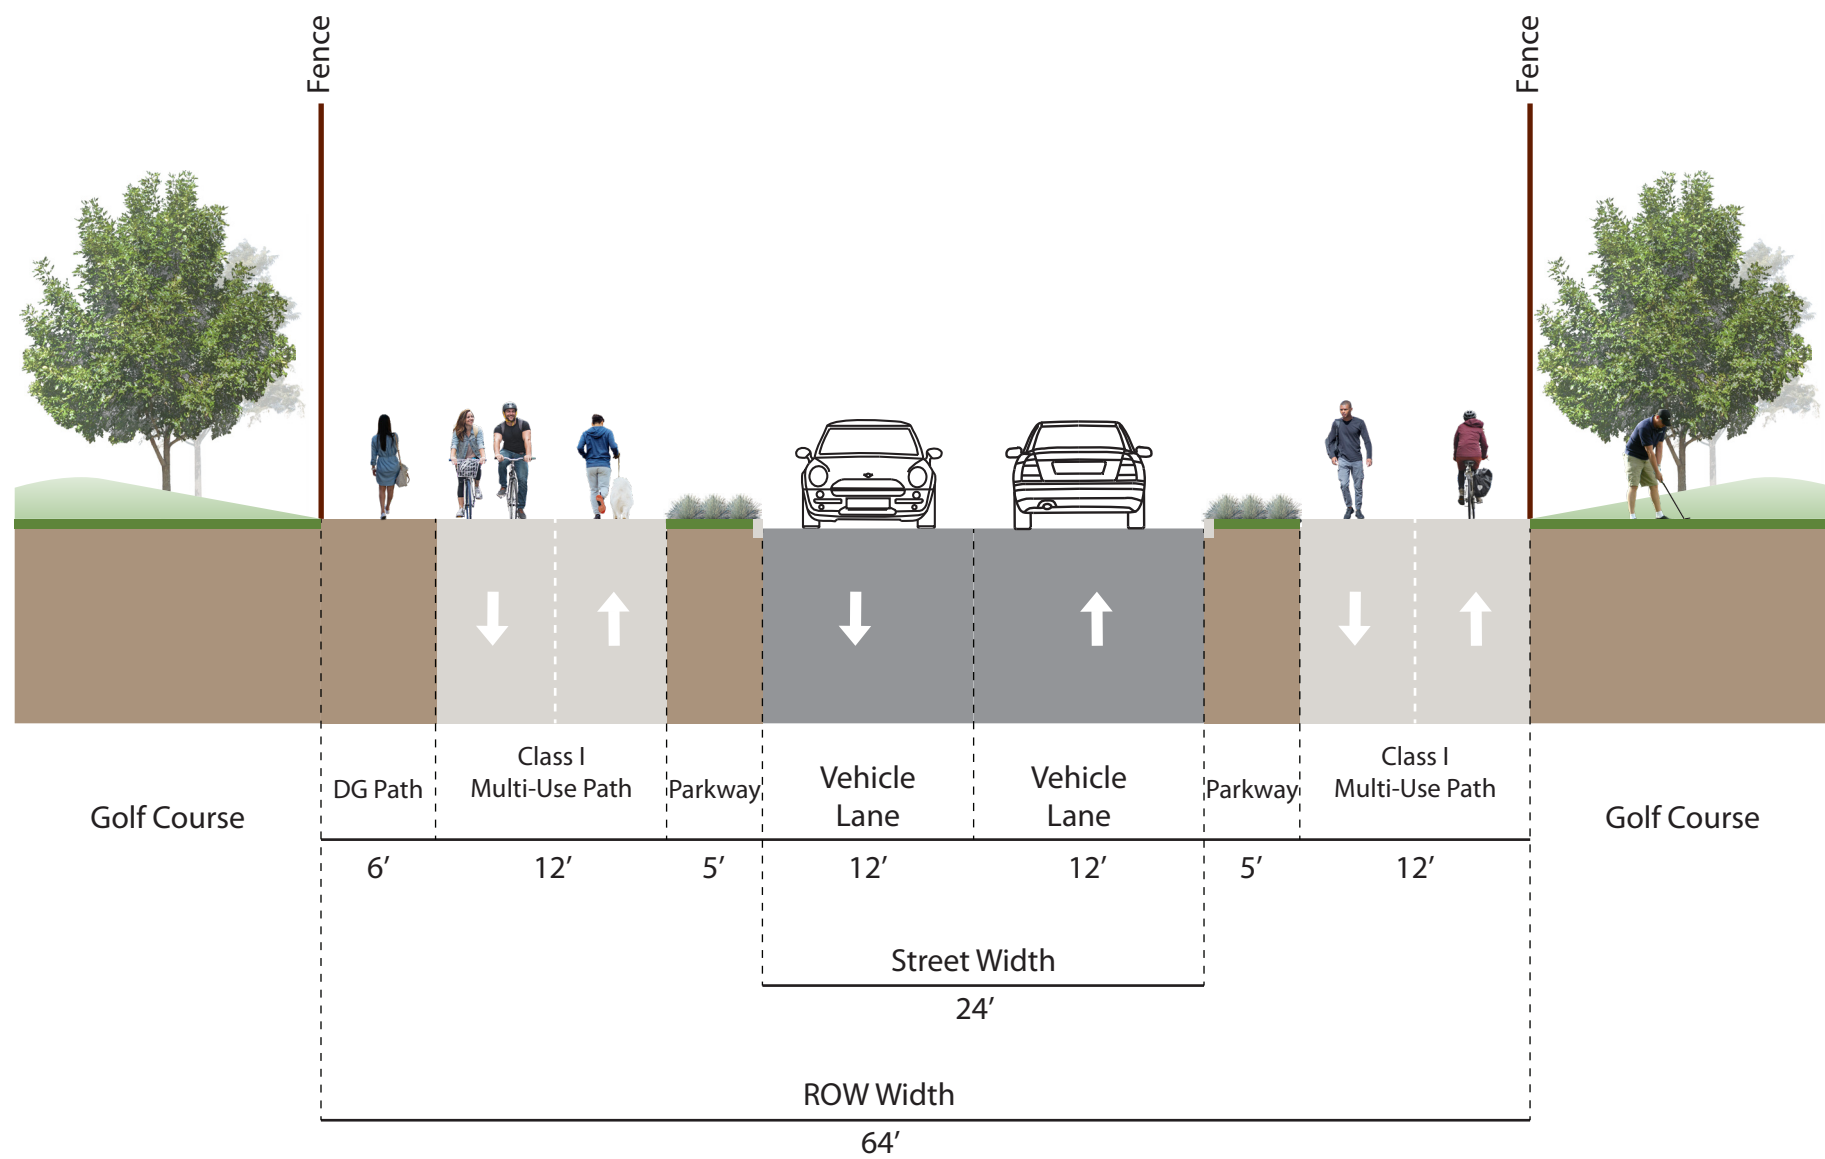 Fence
Fence
Golf Course
DG Path
Class I
Multi-Use Path
Parkway
Vehicle
Lane
Vehicle
Lane
Parkway
Class I
Multi-Use Path
Golf Course
6’
12’
5’
12’
12’
5’
12’
Street Width
24’
ROW Width
64’